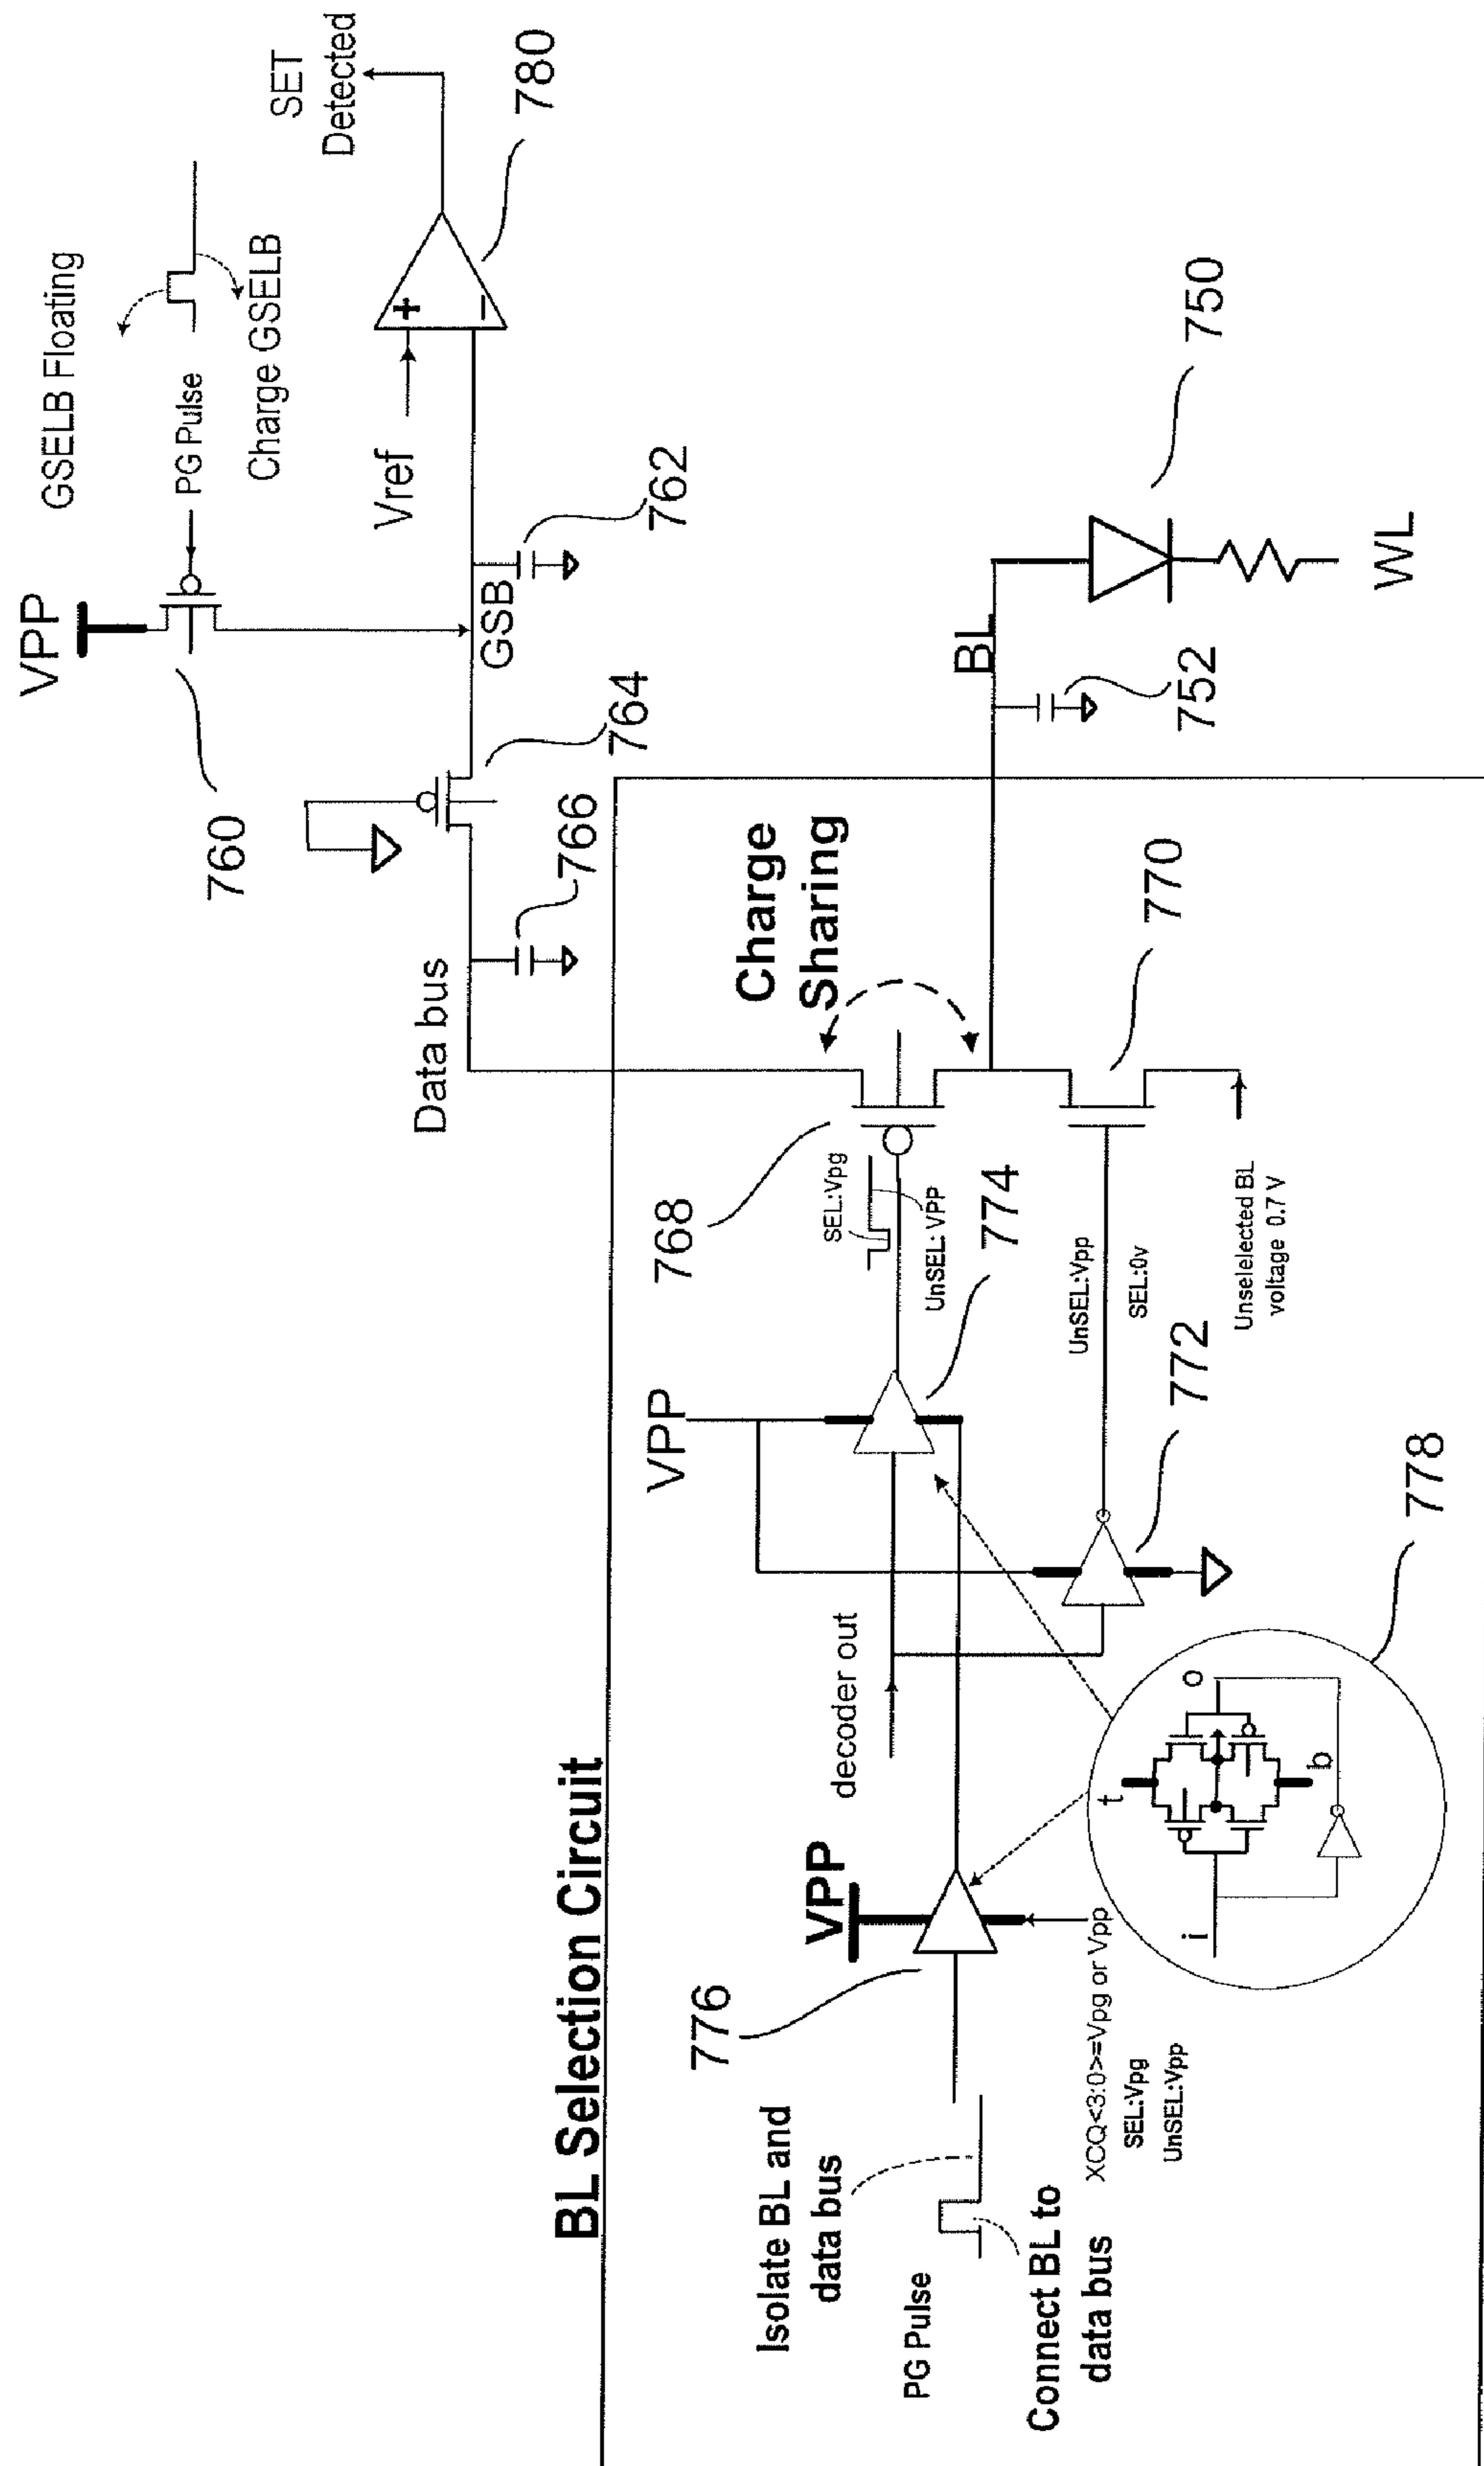 VPP
GSELB Floating
PG Pulse
Charge GSELB
SET
Detected
780
Vref
760
764
GSB
762
766
Data bus
BL Selection Circuit
Charge
Sharing
BL
750
752
WL
768
SEL:Vpg
UnSEL: VPP
774
770
VPP
UnSEL:Vpp
SEL:0v
772
Unselelected BL
voltage 0.7 V
decoder out
VPP
776
Isolate BL and
data bus
PG Pulse
Connect BL to
data bus
XCQ<3:0>=Vpg or Vpp
SEL:Vpg
UnSEL:Vpp
t
i
o
b
778
+
−